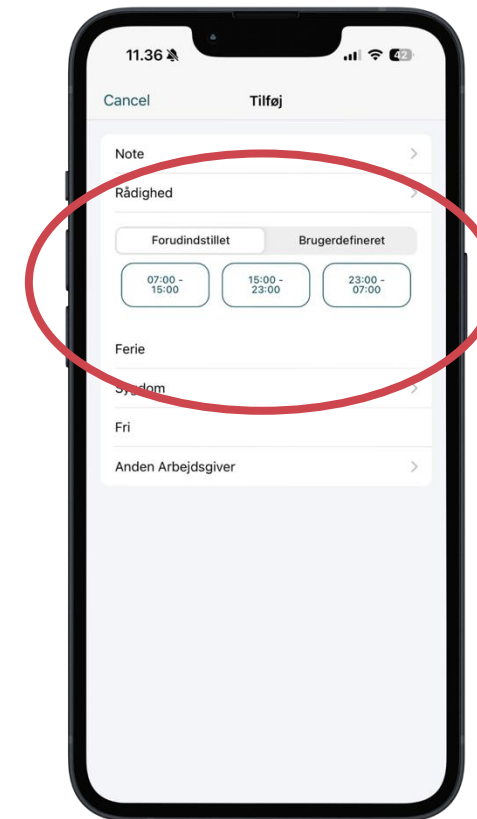 11.36 42
Cancel Tilføj
Note
Rådighed
Forudindstillet Brugerdefineret
07:00 - 15:00 - 23:00 -
15:00 23:00 07:00
Ferie
Sygdom
Fri
Anden Arbejdsgiver